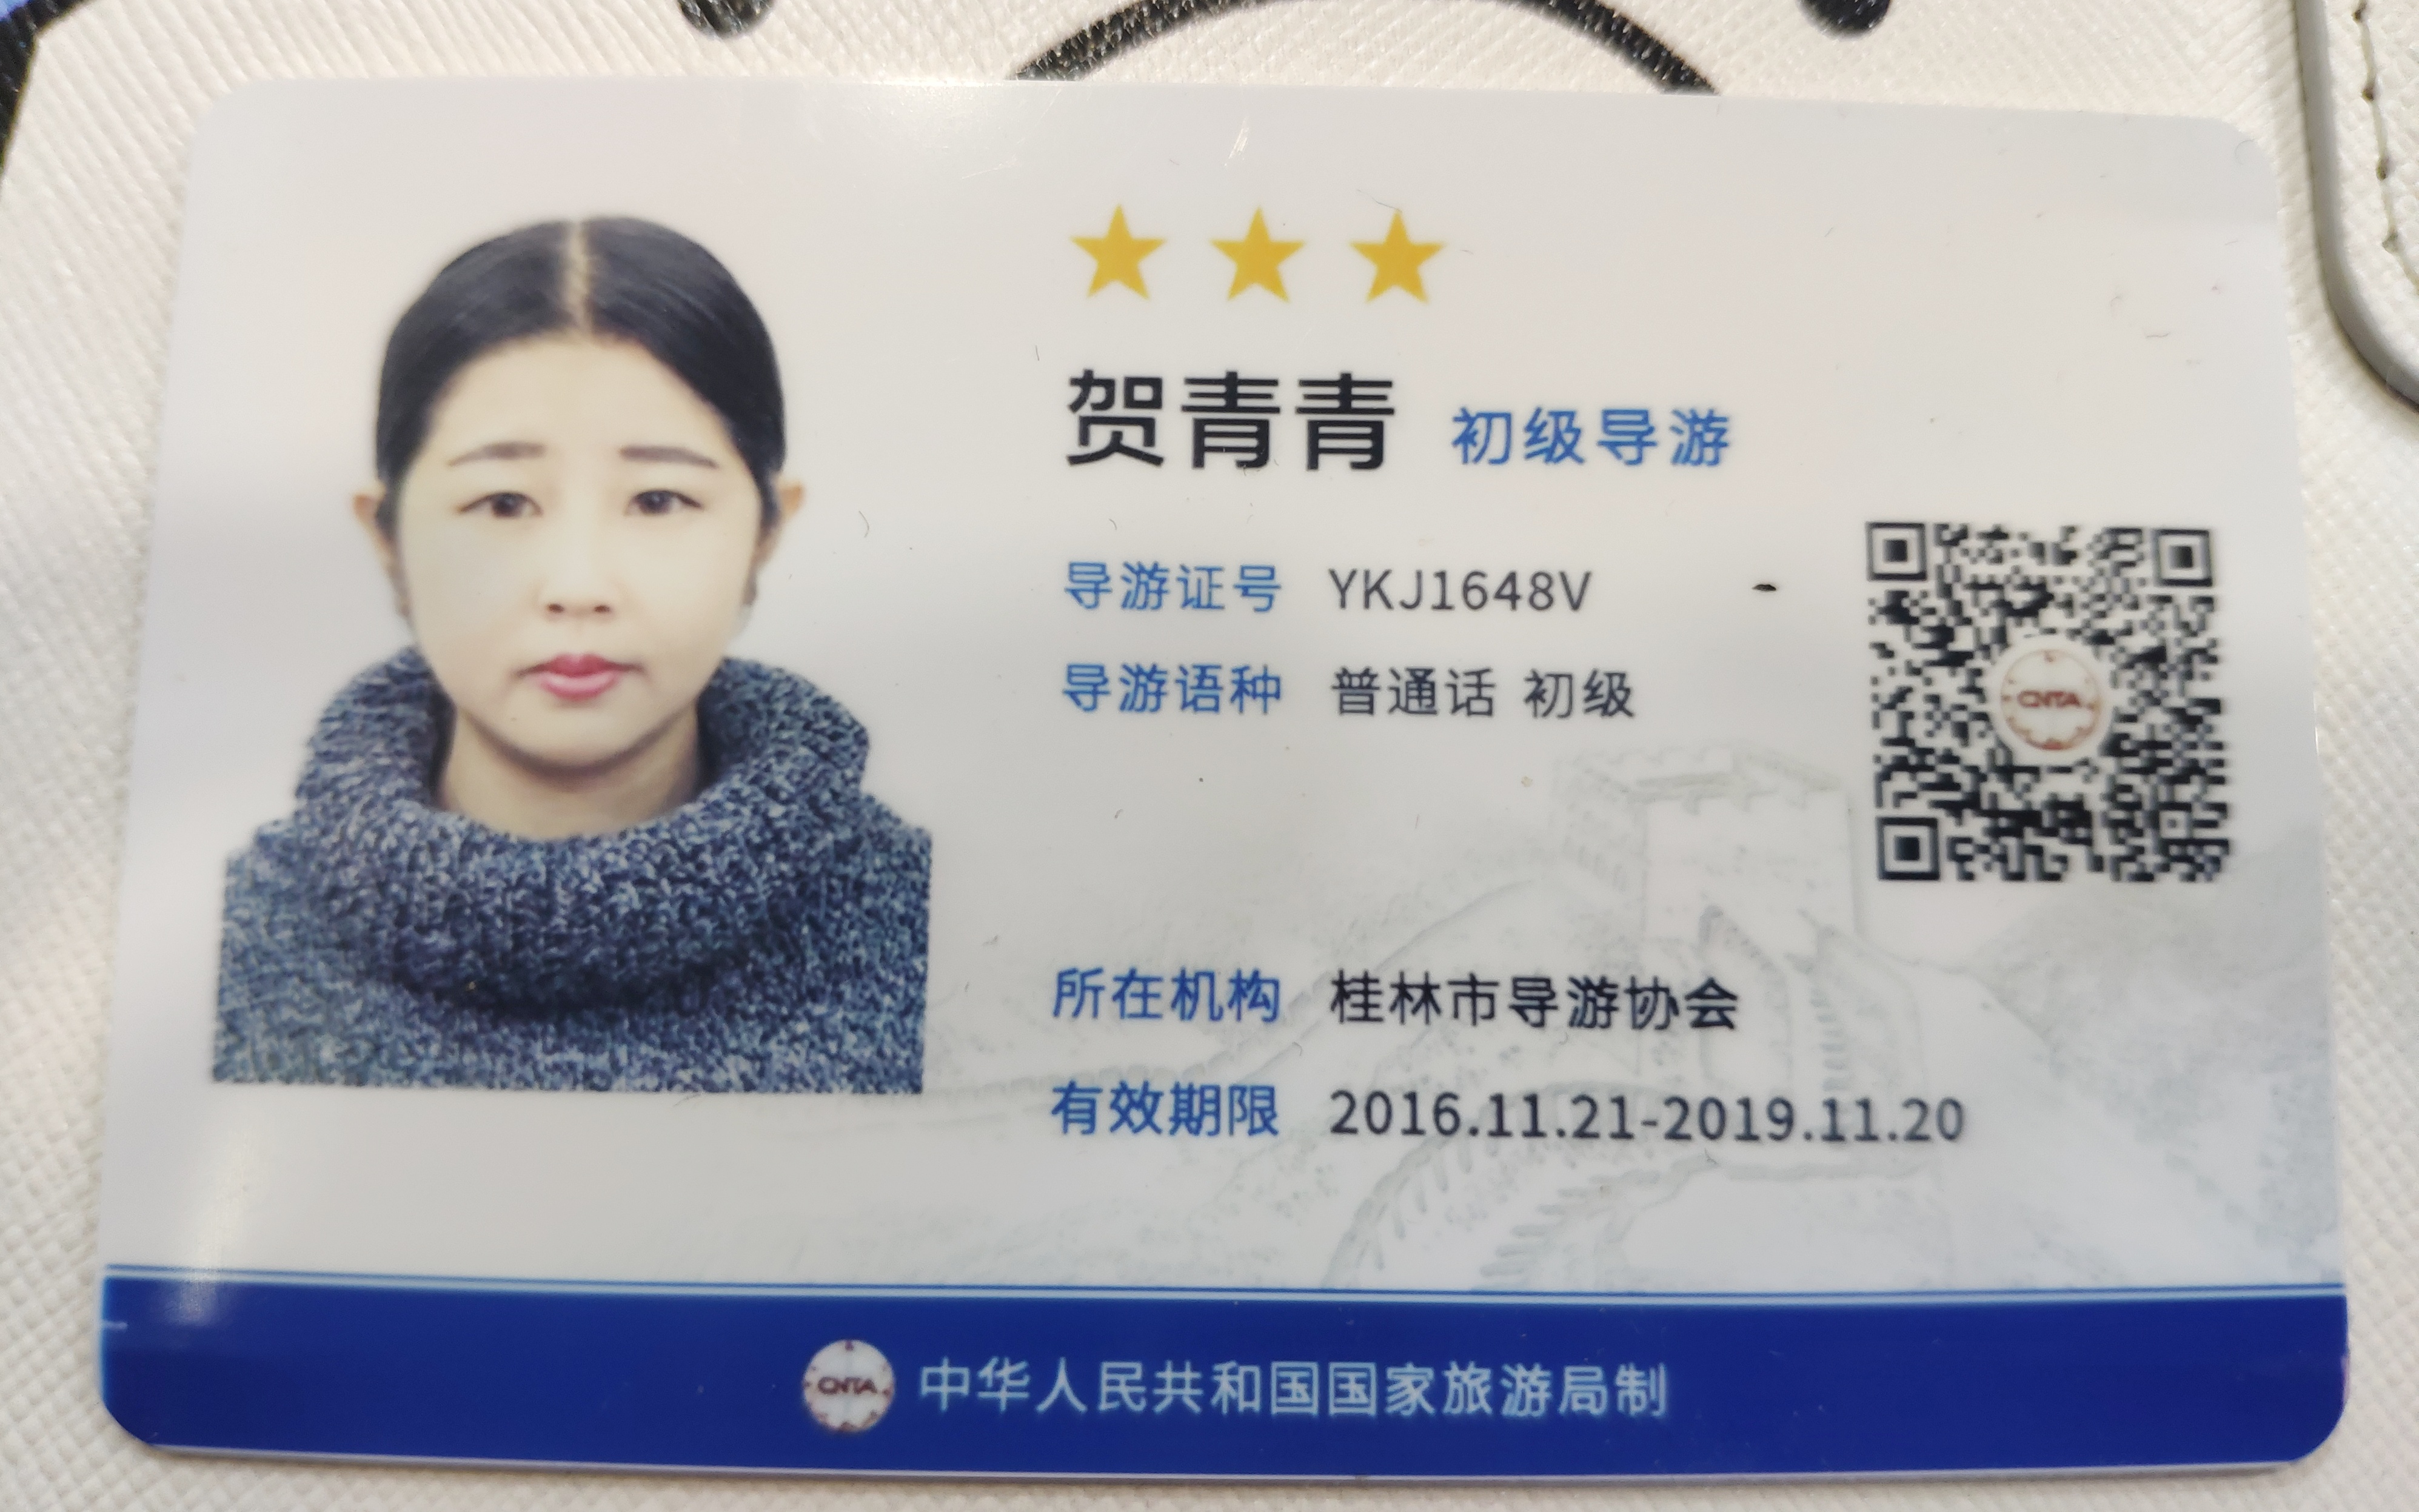 贺青青 初级导游
导游证号 YKJ1648V
导游语种 普通话 初级
CNTA
所在机构 桂林市导游协会
有效期限 2016.11.21-2019.11.20
CNTA 中华人民共和国国家旅游局制